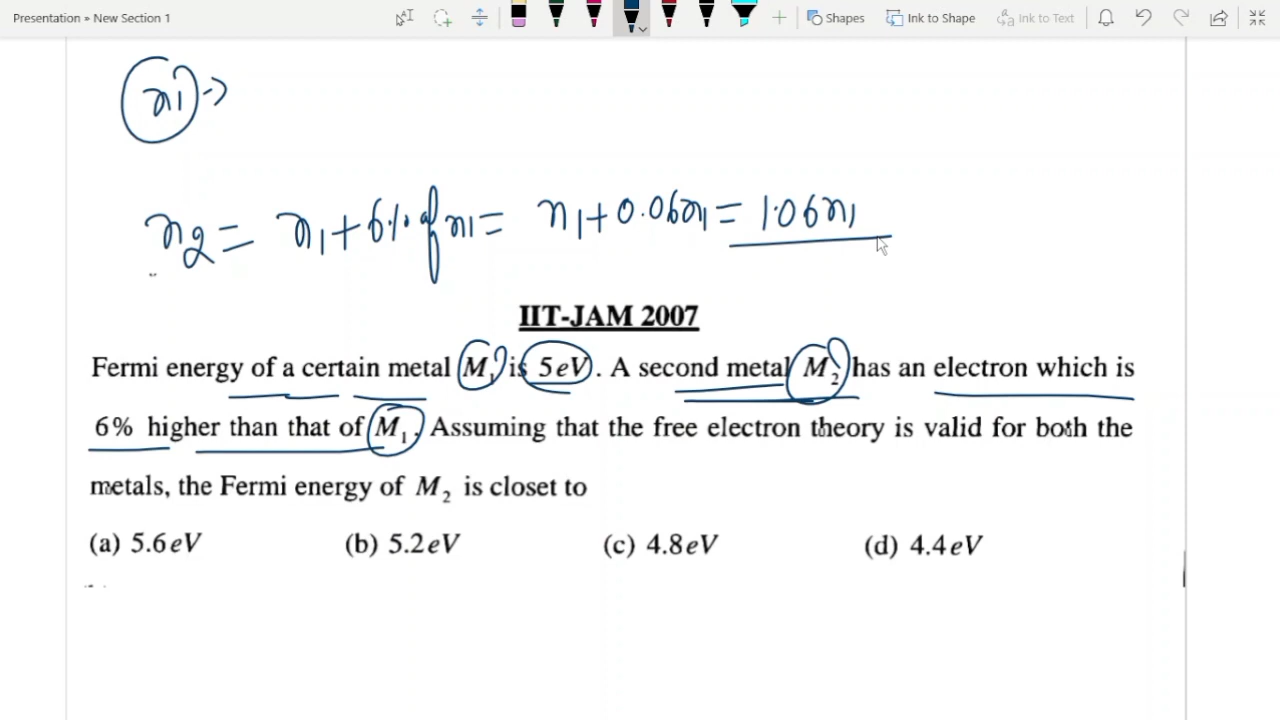 Presentation » New Section 1
Shapes Ink to Shape Ink to Text
n1 ->
n2 = n1 + 6% of n1 = n1 + 0.06n1 = 1.06n1
IIT-JAM 2007
Fermi energy of a certain metal M1 is 5eV. A second metal M2 has an electron which is
6% higher than that of M1. Assuming that the free electron theory is valid for both the
metals, the Fermi energy of M2 is closet to
(a) 5.6eV (b) 5.2eV (c) 4.8eV (d) 4.4eV